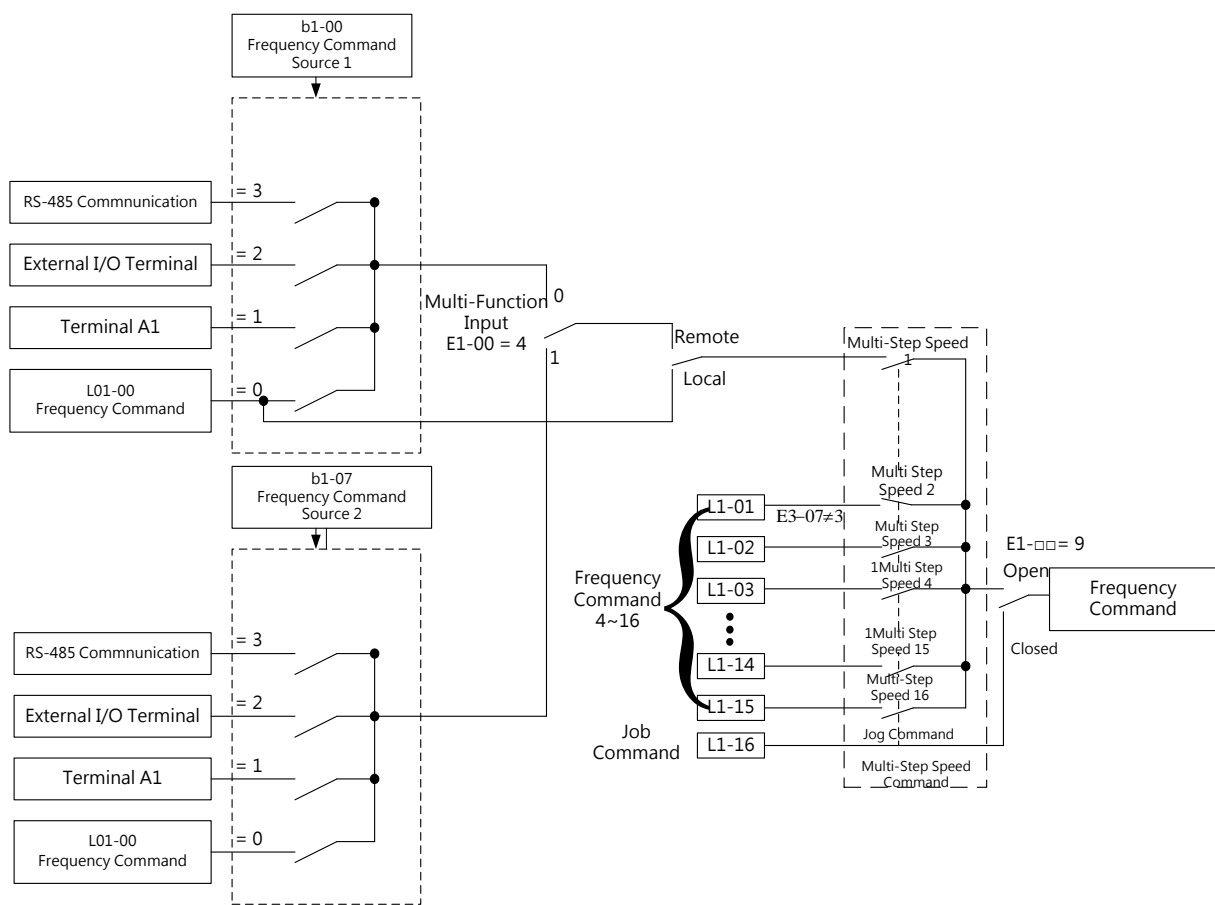 b1-00
Frequency Command
Source 1
RS-485 Commnunication
= 3
External I/O Terminal
= 2
Terminal A1
= 1
L01-00
Frequency Command
= 0
Multi-Function
Input
E1-00 = 4
0
1
Remote
Local
b1-07
Frequency Command
Source 2
RS-485 Commnunication
= 3
External I/O Terminal
= 2
Terminal A1
= 1
L01-00
Frequency Command
= 0
Multi-Step Speed
1
Multi Step
Speed 2
L1-01
E3-07≠3
Multi Step
Speed 3
L1-02
1Multi Step
Speed 4
L1-03
Frequency
Command
4~16
1Multi Step
Speed 15
L1-14
Multi-Step
Speed 16
L1-15
Job
Command
L1-16
Jog Command
Multi-Step Speed
Command
E1-□□= 9
Open
Closed
Frequency
Command